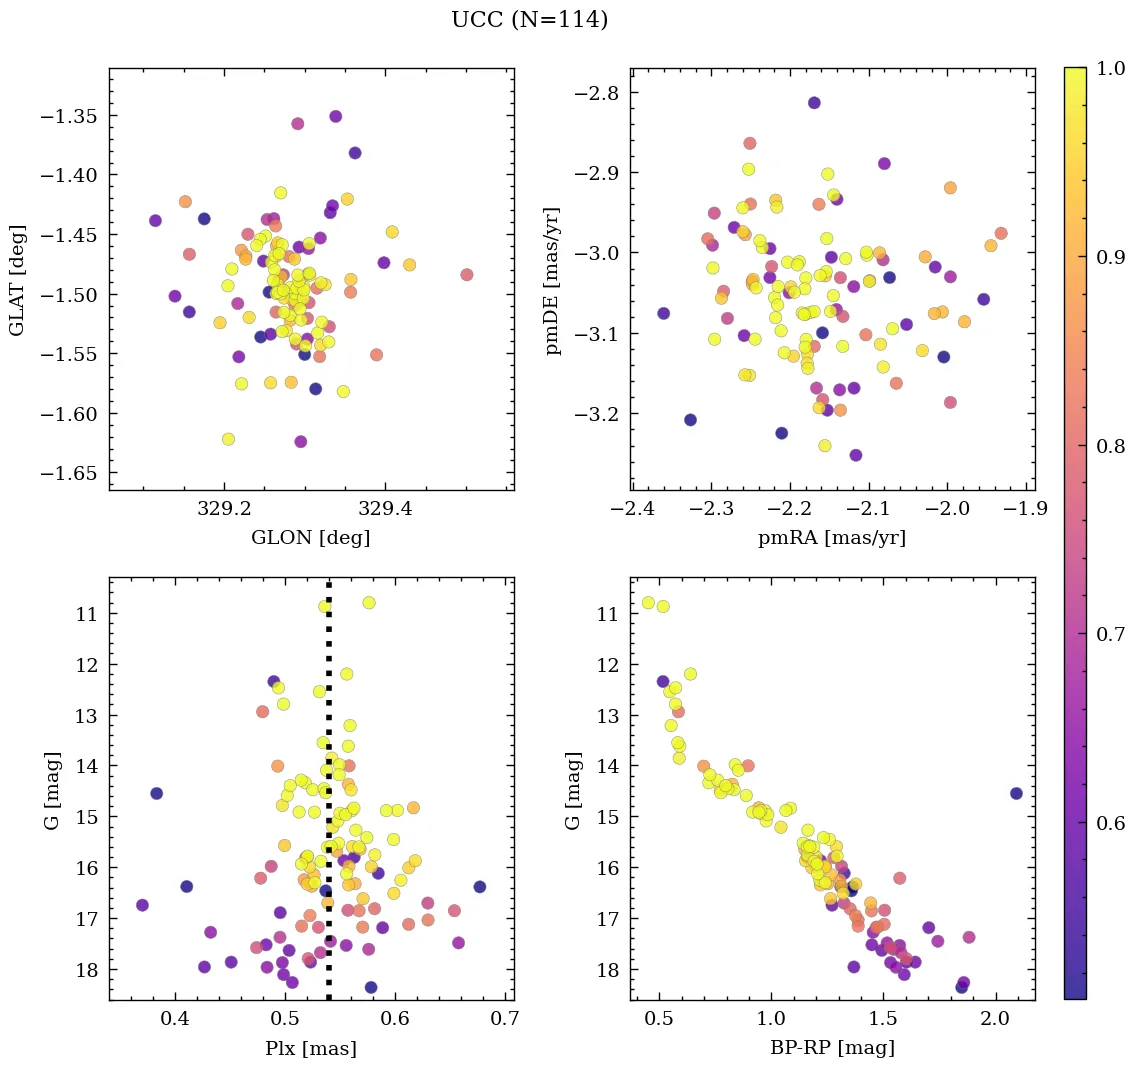 UCC (N=114)
−1.35
−1.40
−1.45
−1.50
−1.55
−1.60
−1.65
GLAT [deg]
329.2 329.4
GLON [deg]
−2.8
−2.9
−3.0
−3.1
−3.2
pmDE [mas/yr]
−2.4 −2.3 −2.2 −2.1 −2.0 −1.9
pmRA [mas/yr]
11
12
13
14
15
16
17
18
G [mag]
0.4 0.5 0.6 0.7
Plx [mas]
11
12
13
14
15
16
17
18
G [mag]
0.5 1.0 1.5 2.0
BP-RP [mag]
1.0
0.9
0.8
0.7
0.6